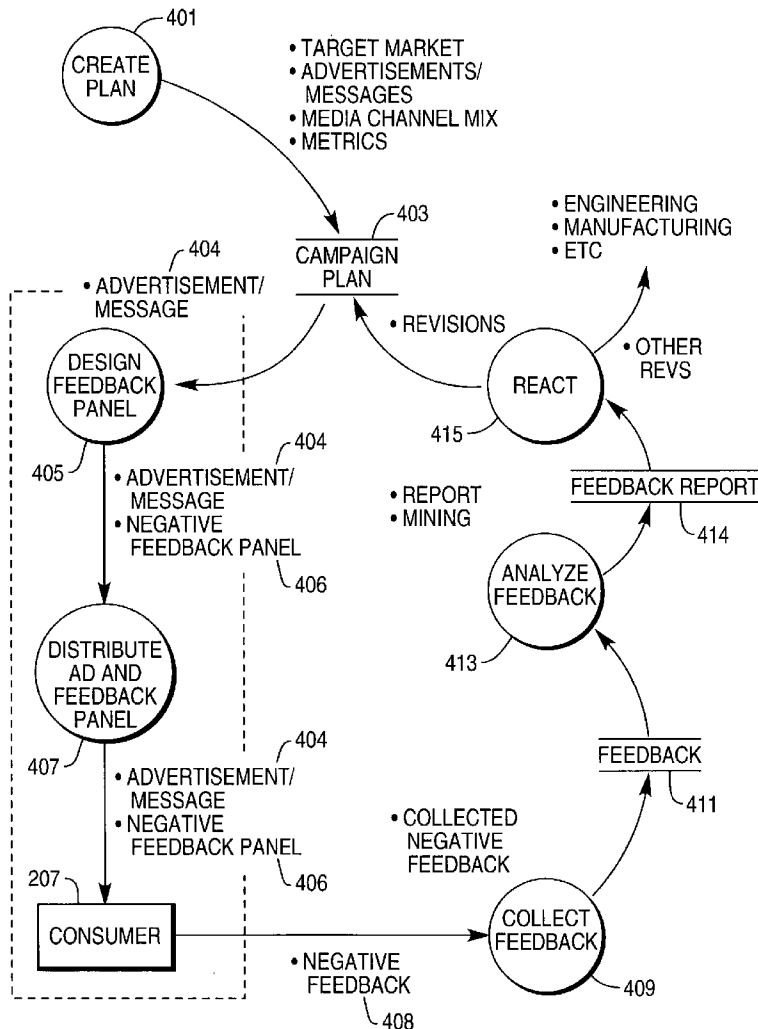 401
CREATE
PLAN
• TARGET MARKET
• ADVERTISEMENTS/
MESSAGES
• MEDIA CHANNEL MIX
• METRICS
403
CAMPAIGN
PLAN
• ENGINEERING
• MANUFACTURING
• ETC
404
• ADVERTISEMENT/
MESSAGE
• REVISIONS
• OTHER
REVS
DESIGN
FEEDBACK
PANEL
405
REACT
415
404
• ADVERTISEMENT/
MESSAGE
• NEGATIVE
FEEDBACK PANEL
406
• REPORT
• MINING
FEEDBACK REPORT
414
ANALYZE
FEEDBACK
413
DISTRIBUTE
AD AND
FEEDBACK
PANEL
407
404
• ADVERTISEMENT/
MESSAGE
• NEGATIVE
FEEDBACK PANEL
406
FEEDBACK
411
• COLLECTED
NEGATIVE
FEEDBACK
207
CONSUMER
COLLECT
FEEDBACK
409
• NEGATIVE
FEEDBACK
408